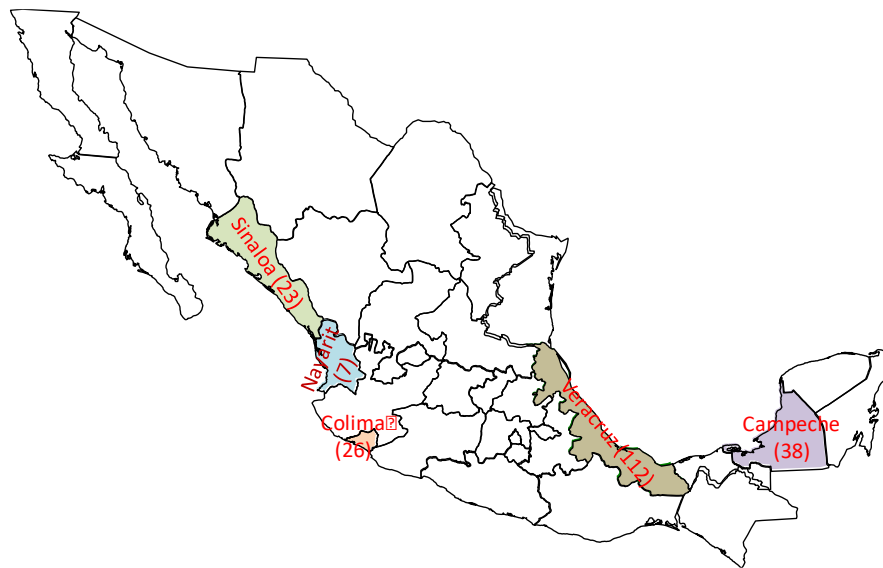 Sinaloa (23)
Nayarit
(7)
Colima
(26)
Veracruz (112)
Campeche
(38)